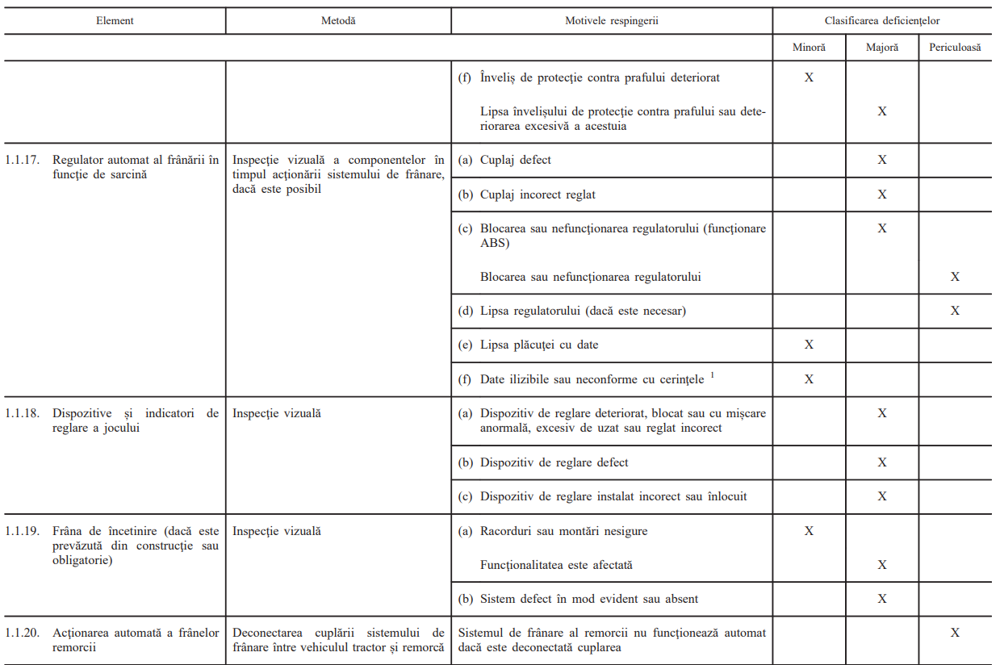 Element Metodă Motivele respingerii Clasificarea deficiențelor
Minoră Majoră Periculoasă
(f) Înveliș de protecție contra prafului deteriorat X
Lipsa învelișului de protecție contra prafului sau dete- X
riorarea excesivă a acestuia
1.1.17. Regulator automat al frânării în Inspecție vizuală a componentelor în (a) Cuplaj defect X
funcție de sarcină timpul acționării sistemului de frânare,
dacă este posibil
(b) Cuplaj incorect reglat X
(c) Blocarea sau nefuncționarea regulatorului (funcționare X
ABS)
Blocarea sau nefuncționarea regulatorului X
(d) Lipsa regulatorului (dacă este necesar) X
(e) Lipsa plăcuței cu date X
(f) Date ilizibile sau neconforme cu cerințele 1 X
1.1.18. Dispozitive și indicatori de Inspecție vizuală (a) Dispozitiv de reglare deteriorat, blocat sau cu mișcare X
reglare a jocului anormală, excesiv de uzat sau reglat incorect
(b) Dispozitiv de reglare defect X
(c) Dispozitiv de reglare instalat incorect sau înlocuit X
1.1.19. Frâna de încetinire (dacă este Inspecție vizuală (a) Racorduri sau montări nesigure X
prevăzută din construcție sau
obligatorie)
Funcționalitatea este afectată X
(b) Sistem defect în mod evident sau absent X
1.1.20. Acționarea automată a frânelor Deconectarea cuplării sistemului de Sistemul de frânare al remorcii nu funcționează automat X
remorcii frânare între vehiculul tractor și remorcă dacă este deconectată cuplarea